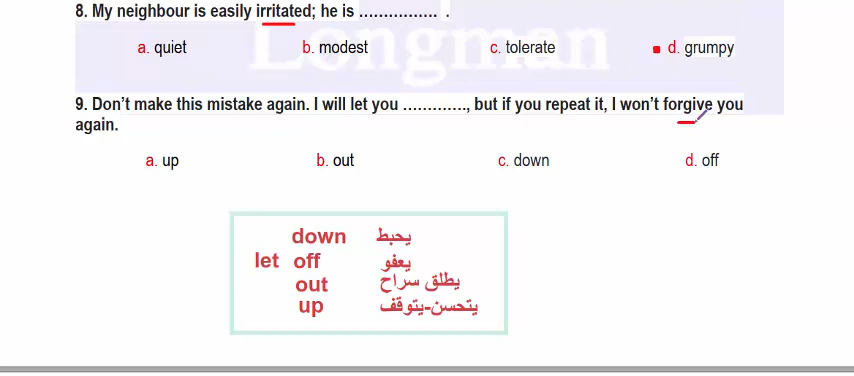 8. My neighbour is easily irritated; he is ................ .
a. quiet b. modest c. tolerate d. grumpy
Longman
9. Don't make this mistake again. I will let you ............., but if you repeat it, I won't forgive you
again.
a. up b. out c. down d. off
down يحبط
let off يعفو
out يطلق سراح
up يتحسن-يتوقف